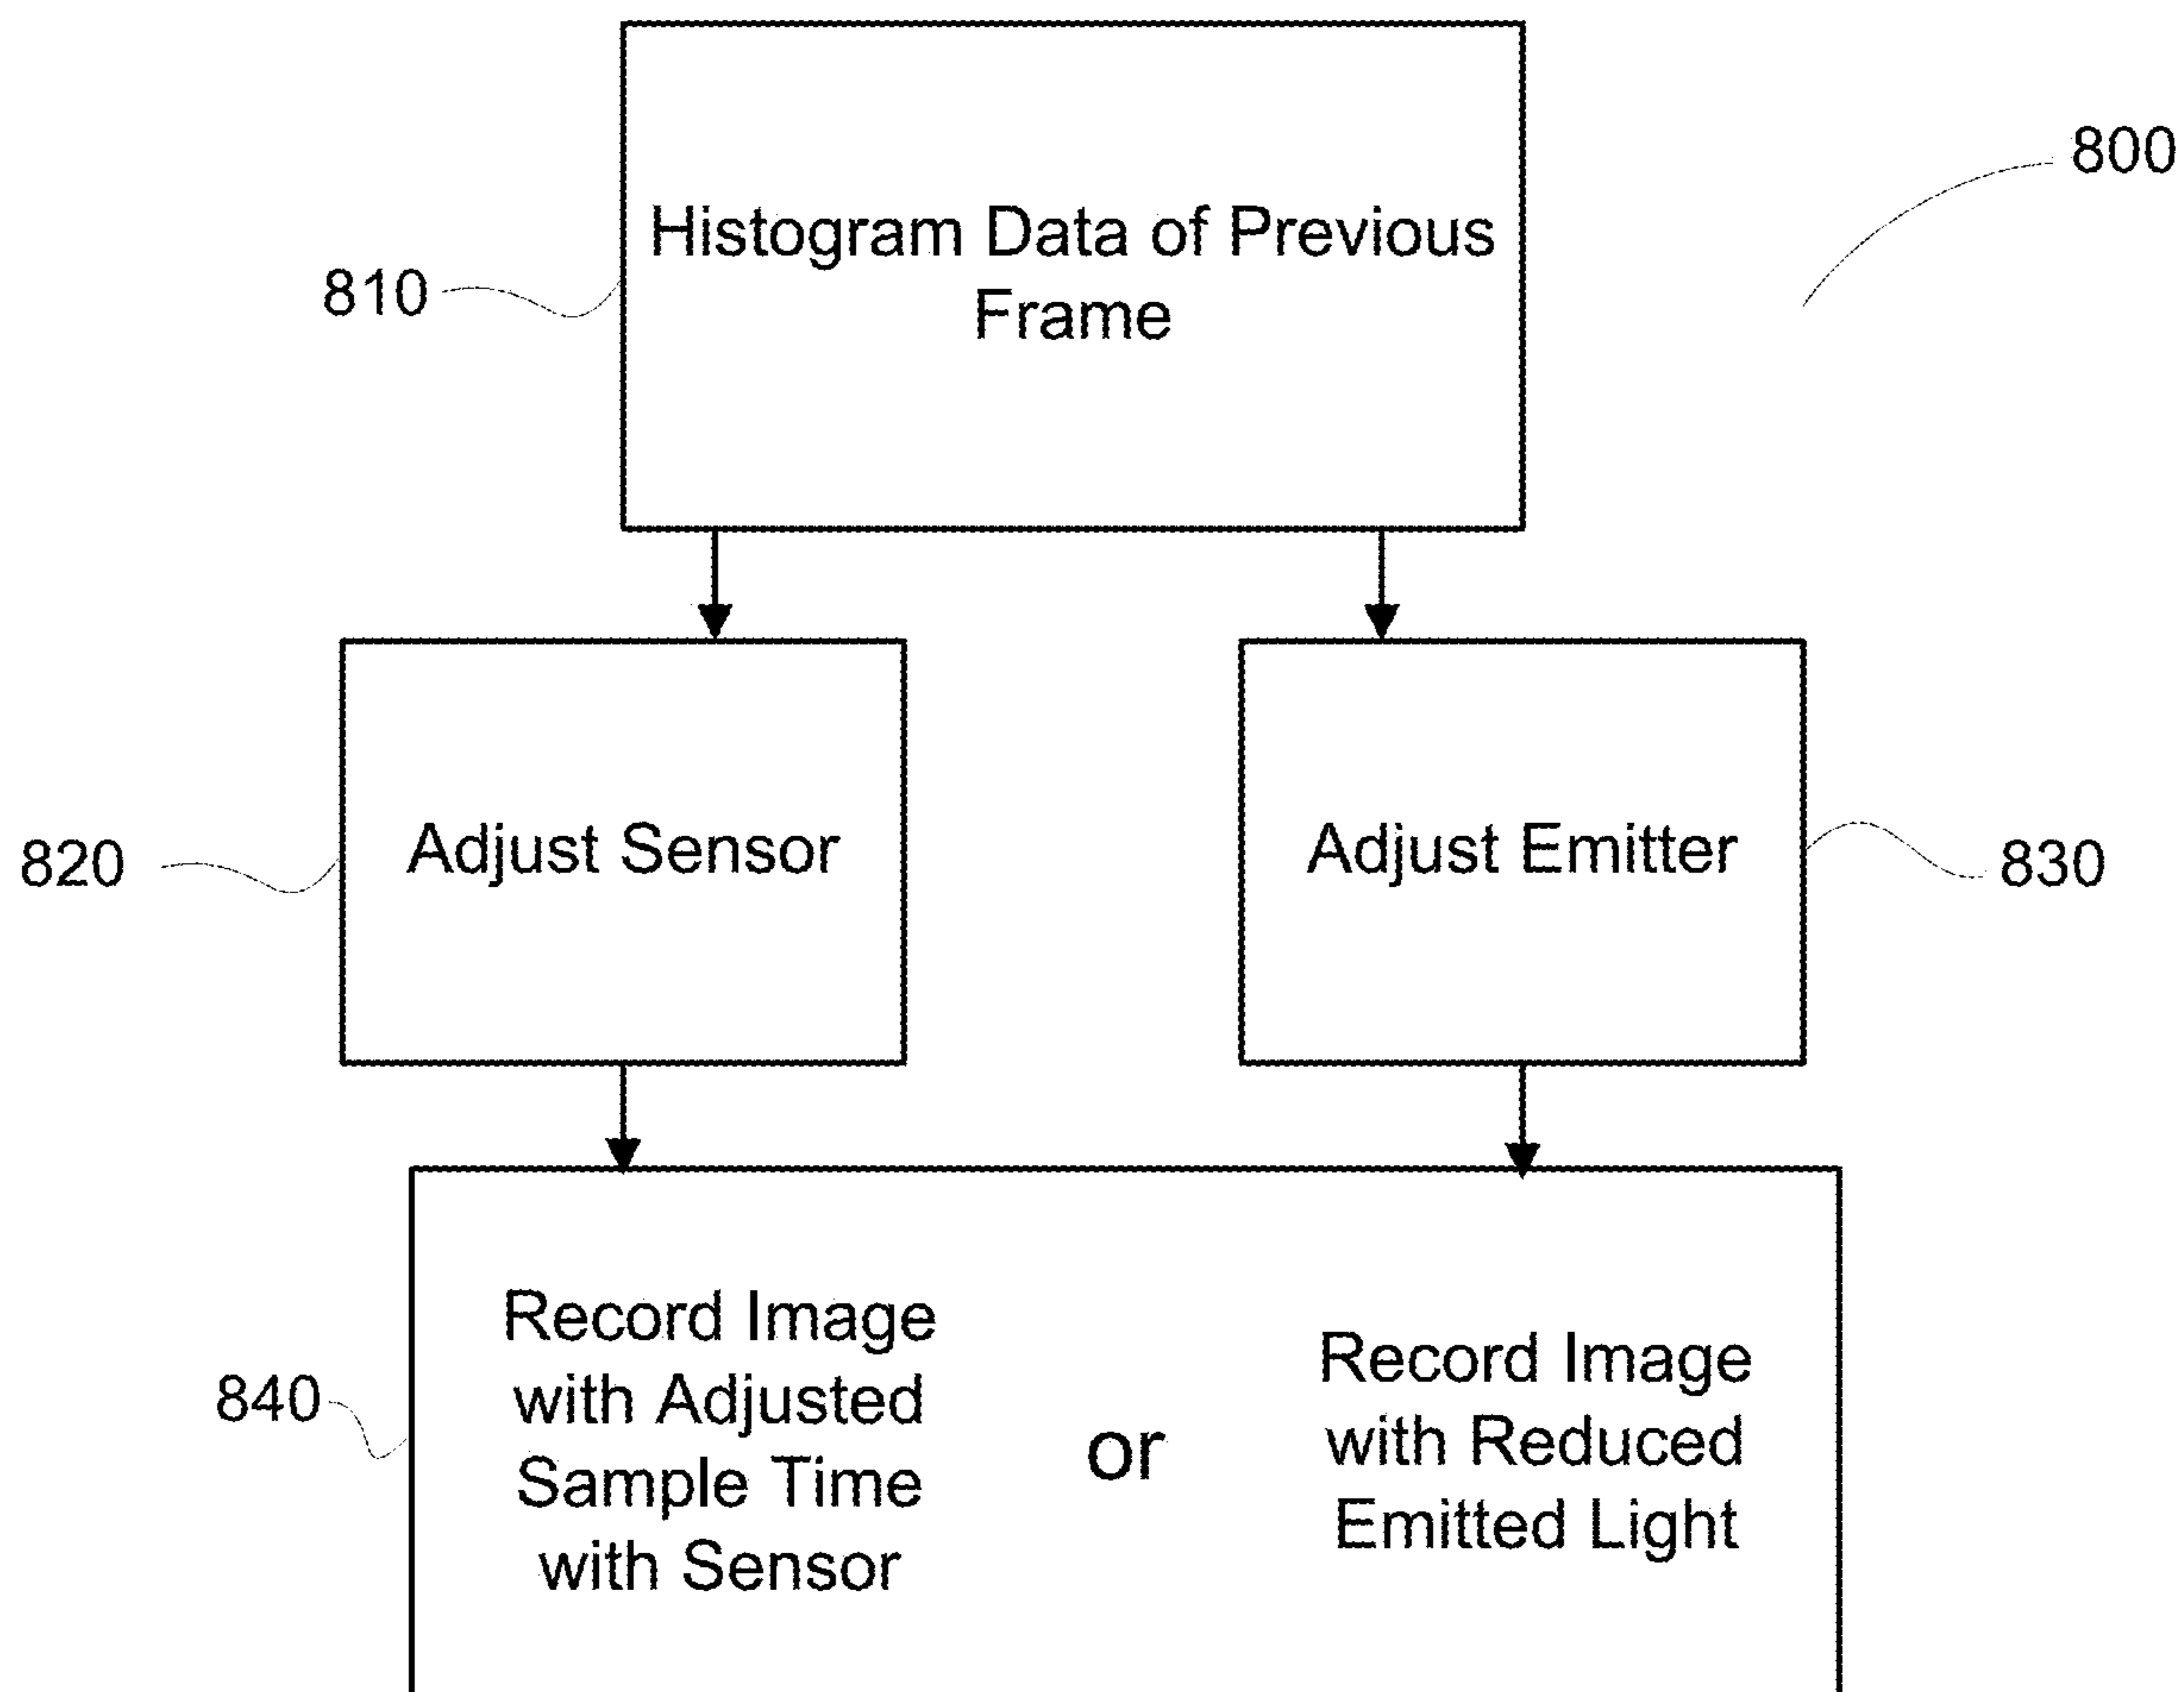 800
Histogram Data of Previous
Frame
810
Adjust Sensor
820
Adjust Emitter
830
Record Image
with Adjusted
Sample Time
with Sensor
or
Record Image
with Reduced
Emitted Light
840